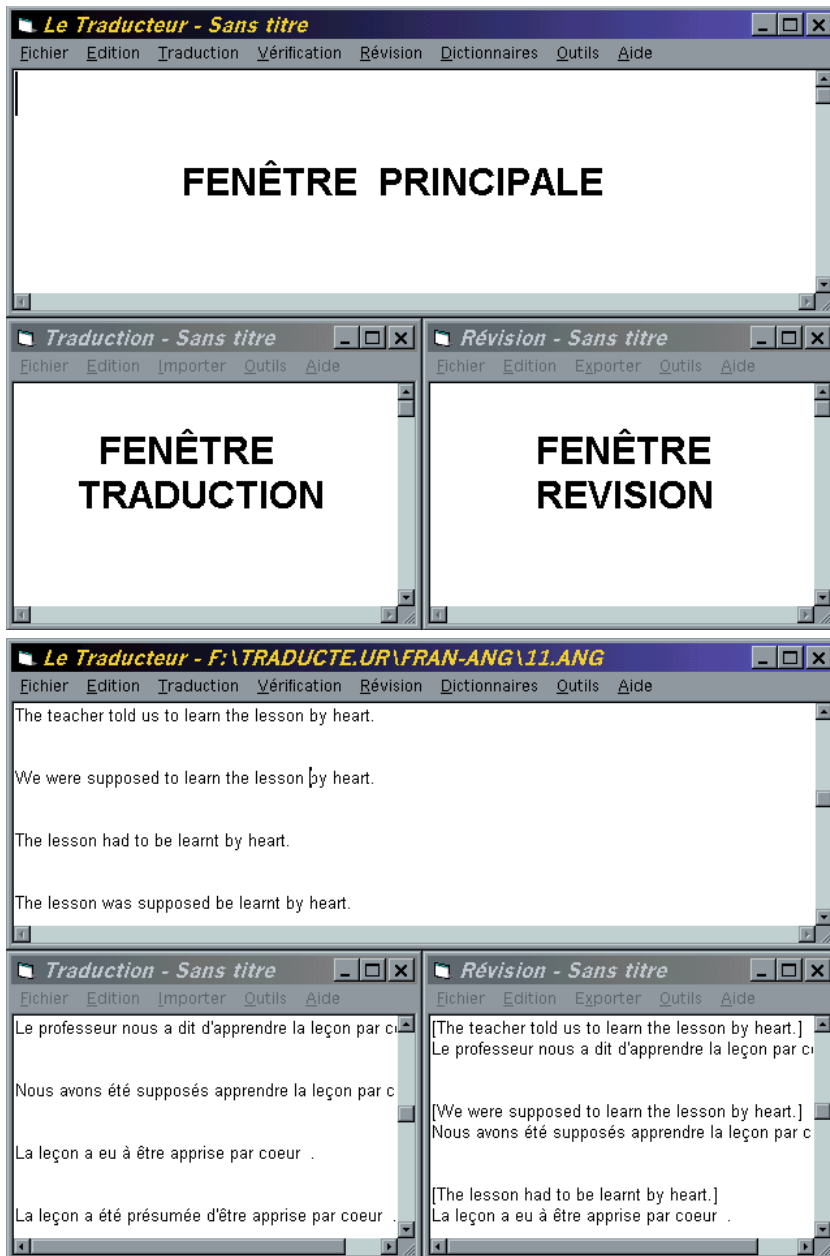 Le Traducteur - Sans titre
Fichier Edition Traduction Vérification Révision Dictionnaires Outils Aide
FENÊTRE PRINCIPALE
Traduction - Sans titre
Fichier Edition Importer Outils Aide
FENÊTRE
TRADUCTION
Révision - Sans titre
Fichier Edition Exporter Outils Aide
FENÊTRE
REVISION
Le Traducteur - F:\TRADUCTE.UR\FRAN-ANG\11.ANG
Fichier Edition Traduction Vérification Révision Dictionnaires Outils Aide
The teacher told us to learn the lesson by heart.
We were supposed to learn the lesson by heart.
The lesson had to be learnt by heart.
The lesson was supposed be learnt by heart.
Traduction - Sans titre
Fichier Edition Importer Outils Aide
Le professeur nous a dit d'apprendre la leçon par
Nous avons été supposés apprendre la leçon par c
La leçon a eu à être apprise par coeur .
La leçon a été présumée d'être apprise par coeur .
Révision - Sans titre
Fichier Edition Exporter Outils Aide
[The teacher told us to learn the lesson by heart.]
Le professeur nous a dit d'apprendre la leçon par
[We were supposed to learn the lesson by heart.]
Nous avons été supposés apprendre la leçon par c
[The lesson had to be learnt by heart.]
La leçon a eu à être apprise par coeur .